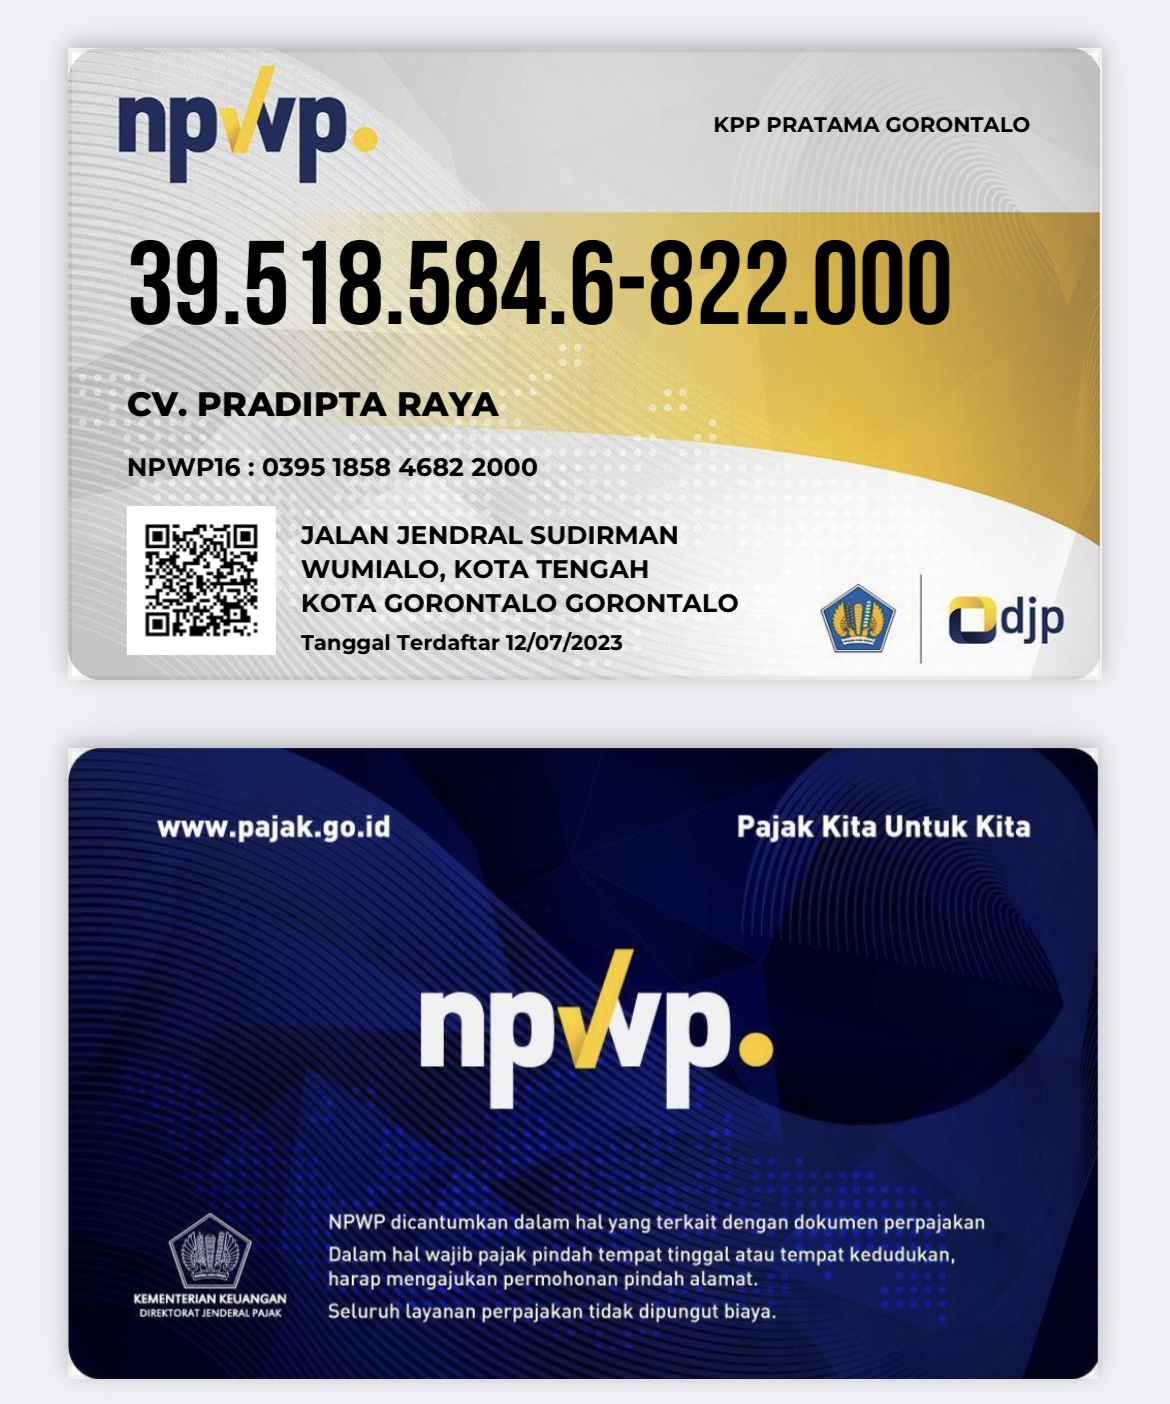 npwp.
KPP PRATAMA GORONTALO
39.518.584.6-822.000
CV. PRADIPTA RAYA
NPWP16 : 0395 1858 4682 2000
JALAN JENDRAL SUDIRMAN
WUMIALO, KOTA TENGAH
KOTA GORONTALO GORONTALO
Tanggal Terdaftar 12/07/2023
djp
www.pajak.go.id
Pajak Kita Untuk Kita
npwp.
NPWP dicantumkan dalam hal yang terkait dengan dokumen perpajakan
Dalam hal wajib pajak pindah tempat tinggal atau tempat kedudukan,
harap mengajukan permohonan pindah alamat.
Seluruh layanan perpajakan tidak dipungut biaya.
KEMENTERIAN KEUANGAN
DIREKTORAT JENDERAL PAJAK